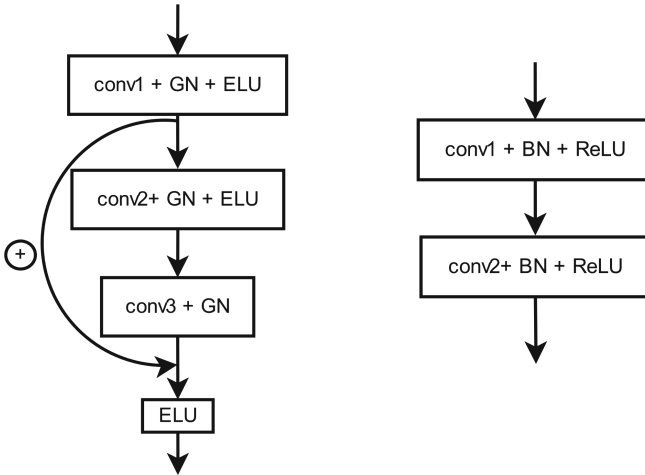 conv1 + GN + ELU
conv2+ GN + ELU
+
conv3 + GN
ELU
conv1 + BN + ReLU
conv2+ BN + ReLU